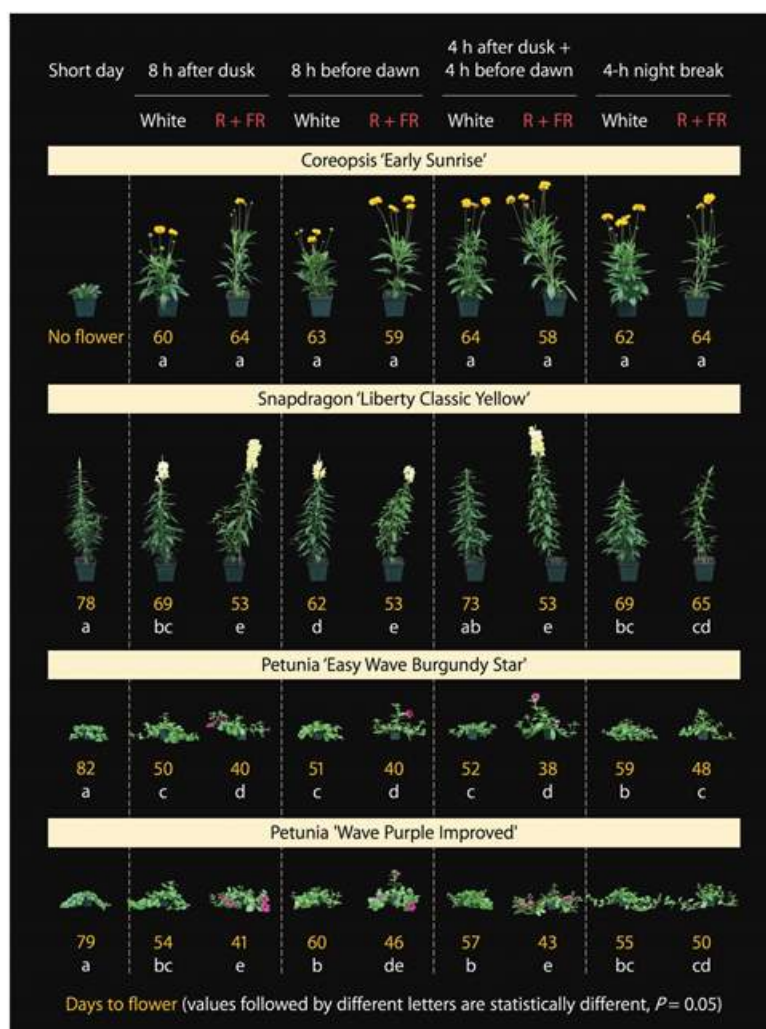 4 h after dusk +
Short day 8 h after dusk 8 h before dawn 4 h before dawn 4-h night break
White R + FR White R + FR White R + FR White R + FR
Coreopsis 'Early Sunrise'
No flower 60 64 63 59 64 58 62 64
a a a a a a a a
Snapdragon 'Liberty Classic Yellow'
78 69 53 62 53 73 53 69 65
a bc e d e ab e bc cd
Petunia 'Easy Wave Burgundy Star'
82 50 40 51 40 52 38 59 48
a c d c d c d b c
Petunia 'Wave Purple Improved'
79 54 41 60 46 57 43 55 50
a bc e b de b e bc cd
Days to flower (values followed by different letters are statistically different, P = 0.05)